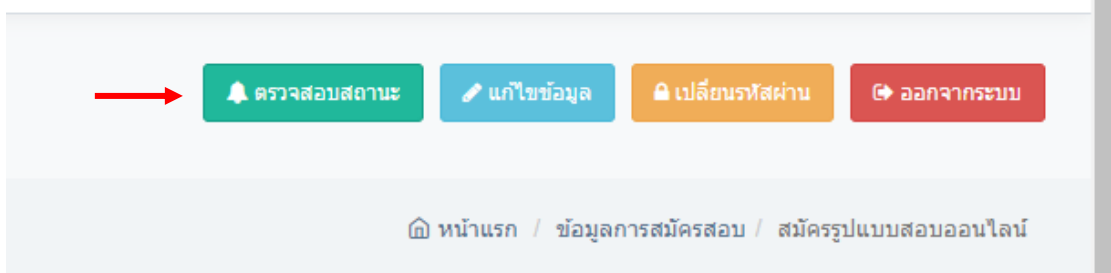 ตรวจสอบสถานะ แก้ไขข้อมูล เปลี่ยนรหัสผ่าน ออกจากระบบ
หน้าแรก / ข้อมูลการสมัครสอบ / สมัครรูปแบบสอบออนไลน์